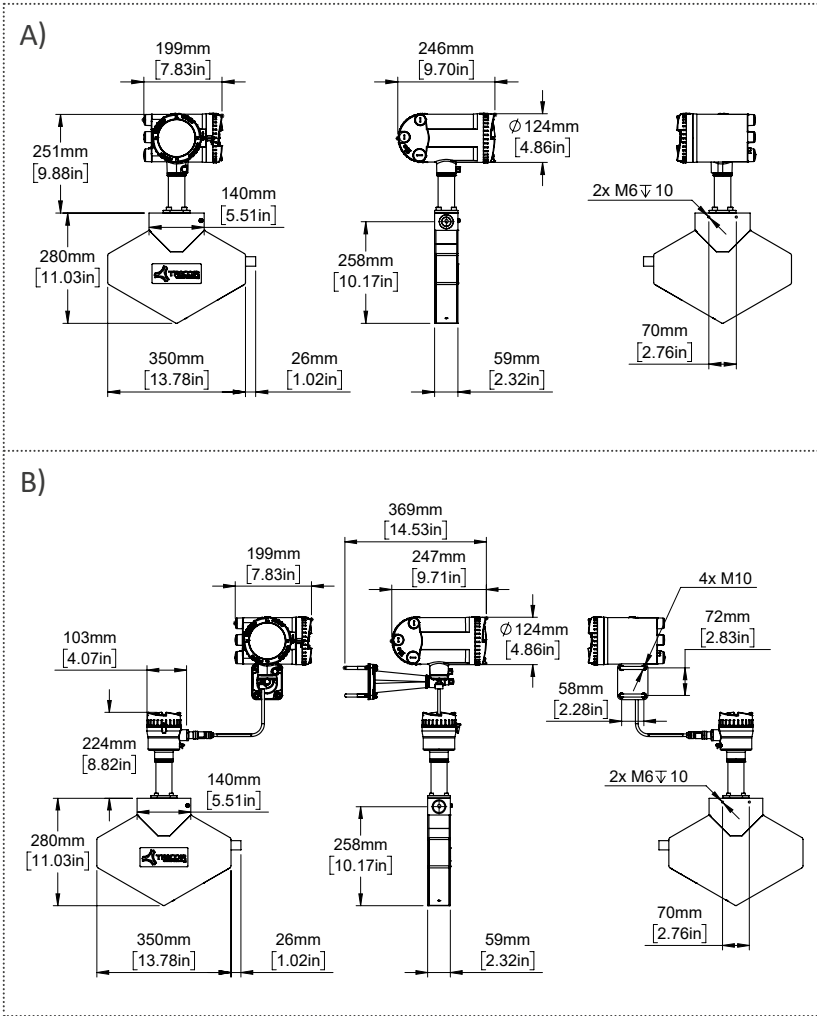 A)
199mm
[7.83in]
246mm
[9.70in]
251mm
[9.88in]
Ø 124mm
[4.86in]
140mm
[5.51in]
2x M6↧10
280mm
[11.03in]
258mm
[10.17in]
TRICOR
70mm
[2.76in]
350mm
[13.78in]
26mm
[1.02in]
59mm
[2.32in]
B)
369mm
[14.53in]
199mm
[7.83in]
247mm
[9.71in]
4x M10
103mm
[4.07in]
Ø 124mm
[4.86in]
72mm
[2.83in]
58mm
[2.28in]
224mm
[8.82in]
140mm
[5.51in]
2x M6↧10
280mm
[11.03in]
258mm
[10.17in]
TRICOR
70mm
[2.76in]
350mm
[13.78in]
26mm
[1.02in]
59mm
[2.32in]